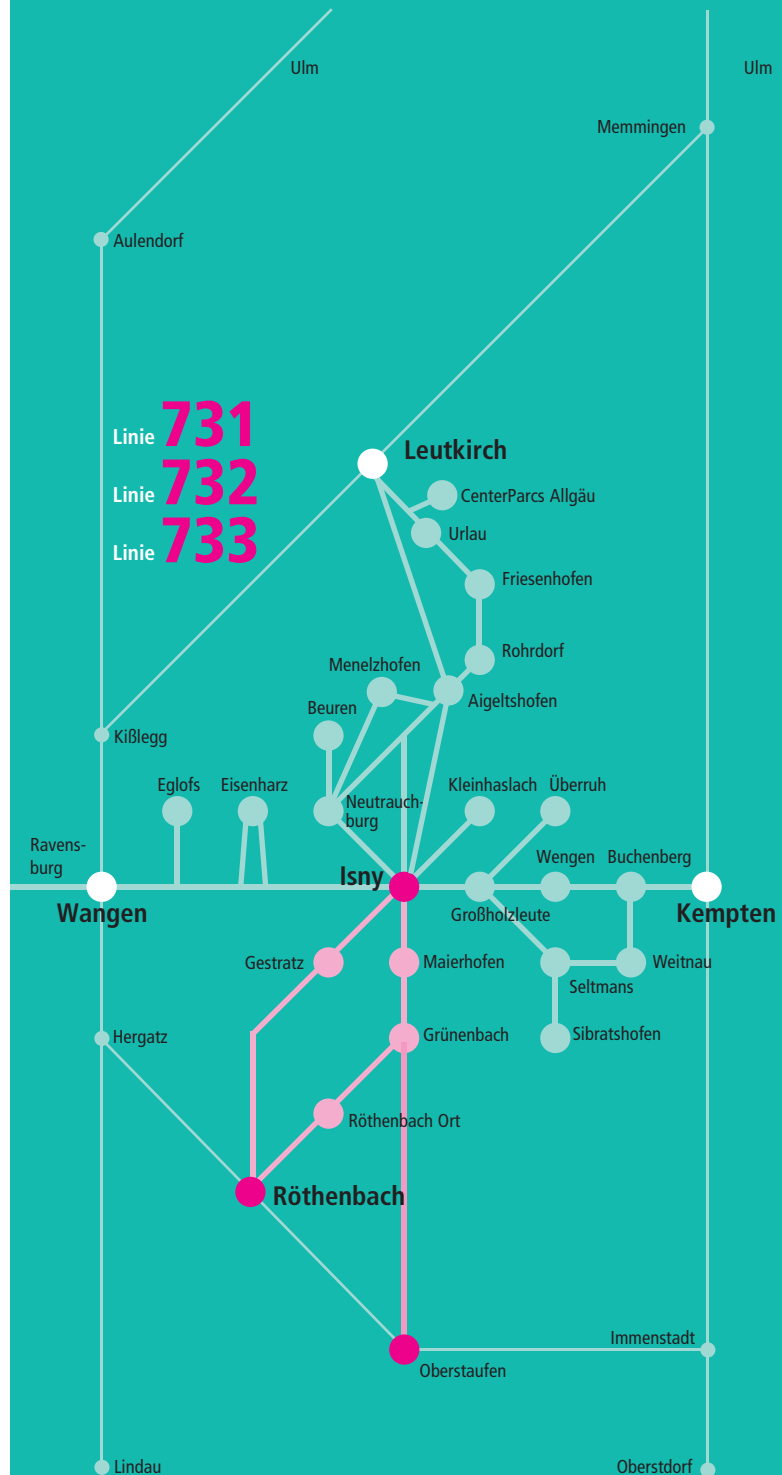 Ulm
Ulm
Memmingen
Aulendorf
Linie 731
Linie 732
Linie 733
Leutkirch
CenterParcs Allgäu
Urlau
Friesenhofen
Rohrdorf
Menelzhofen
Aigeltshofen
Beuren
Kißlegg
Eglofs
Eisenharz
Neutrauch-
burg
Kleinhaslach
Überruh
Ravens-
burg
Isny
Wengen
Buchenberg
Wangen
Großholzleute
Kempten
Gestratz
Maierhofen
Weitnau
Seltmans
Hergatz
Grünenbach
Sibratshofen
Röthenbach Ort
Röthenbach
Immenstadt
Oberstaufen
Lindau
Oberstdorf